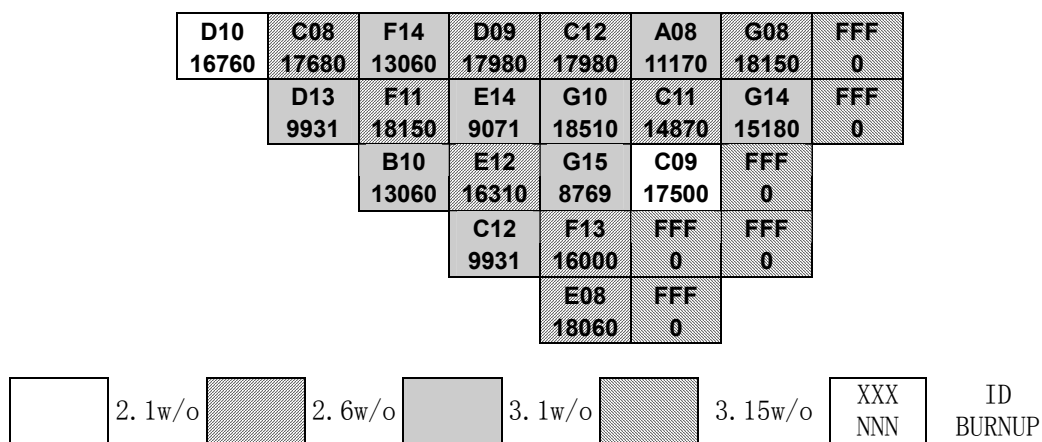 D10 C08 F14 D09 C12 A08 G08 FFF
16760 17680 13060 17980 17980 11170 18150 0
D13 F11 E14 G10 C11 G14 FFF
9931 18150 9071 18510 14870 15180 0
B10 E12 G15 C09 FFF
13060 16310 8769 17500 0
C12 F13 FFF FFF
9931 16000 0 0
E08 FFF
18060 0
2.1w/o 2.6w/o 3.1w/o 3.15w/o XXX ID
NNN BURNUP